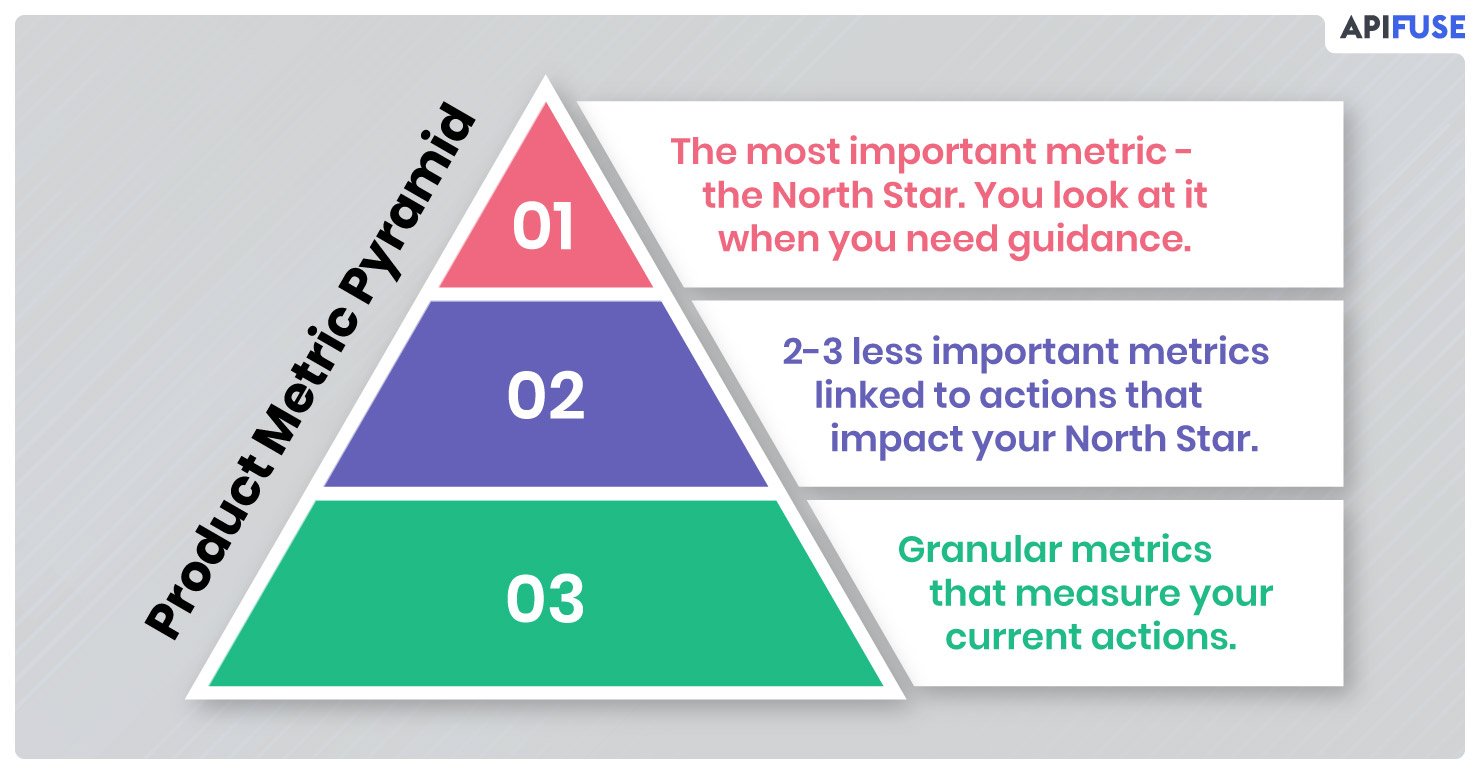 APIFUSE
Product Metric Pyramid
01
The most important metric -
the North Star. You look at it
when you need guidance.
02
2-3 less important metrics
linked to actions that
impact your North Star.
03
Granular metrics
that measure your
current actions.